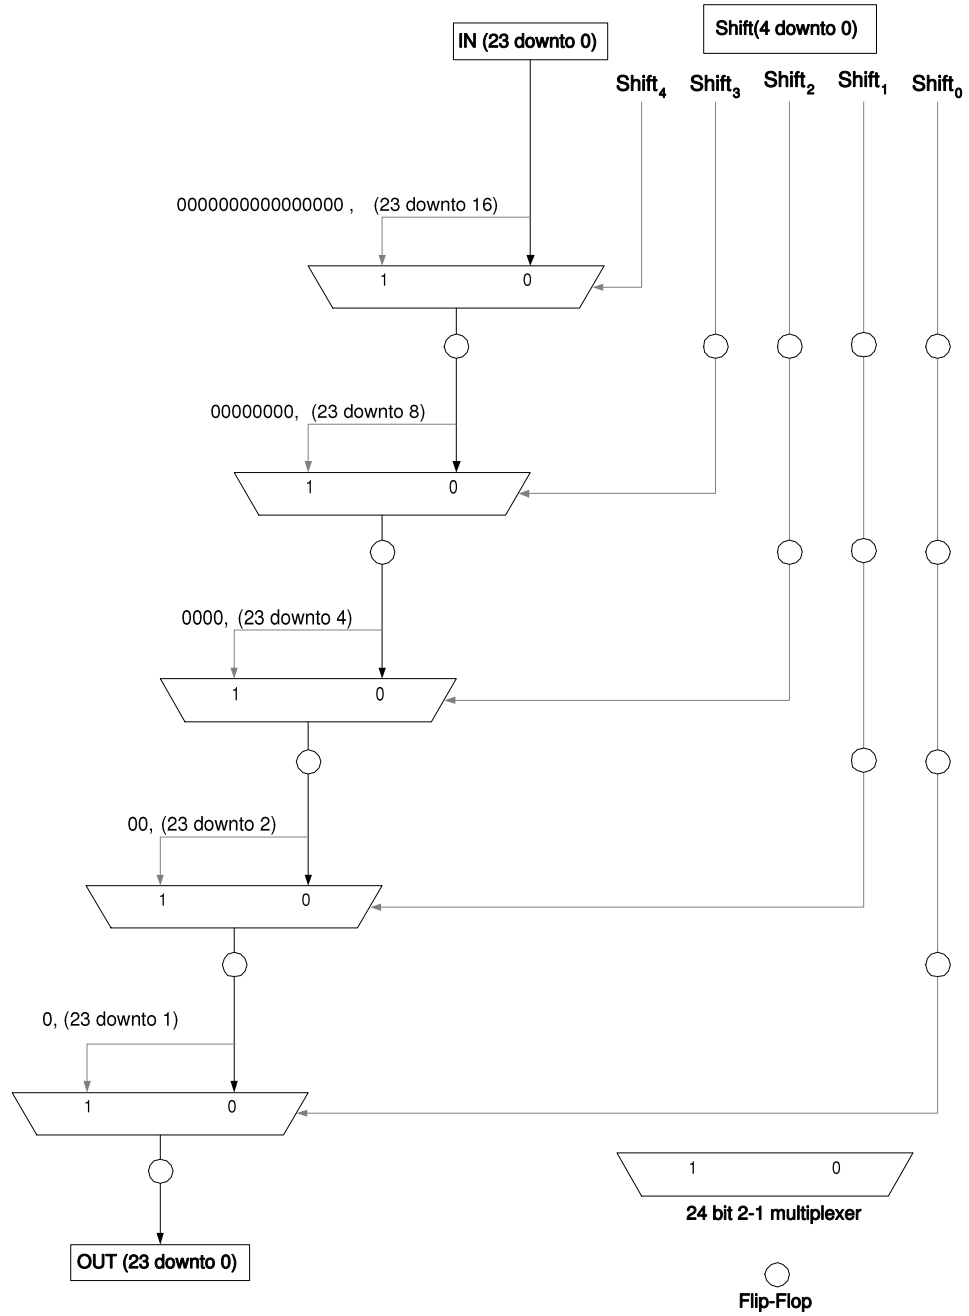 IN (23 downto 0)
Shift(4 downto 0)
Shift4 Shift3 Shift2 Shift1 Shift0
0000000000000000 , (23 downto 16)
1 0
00000000, (23 downto 8)
1 0
0000, (23 downto 4)
1 0
00, (23 downto 2)
1 0
0, (23 downto 1)
1 0
1 0
24 bit 2-1 multiplexer
OUT (23 downto 0)
Flip-Flop